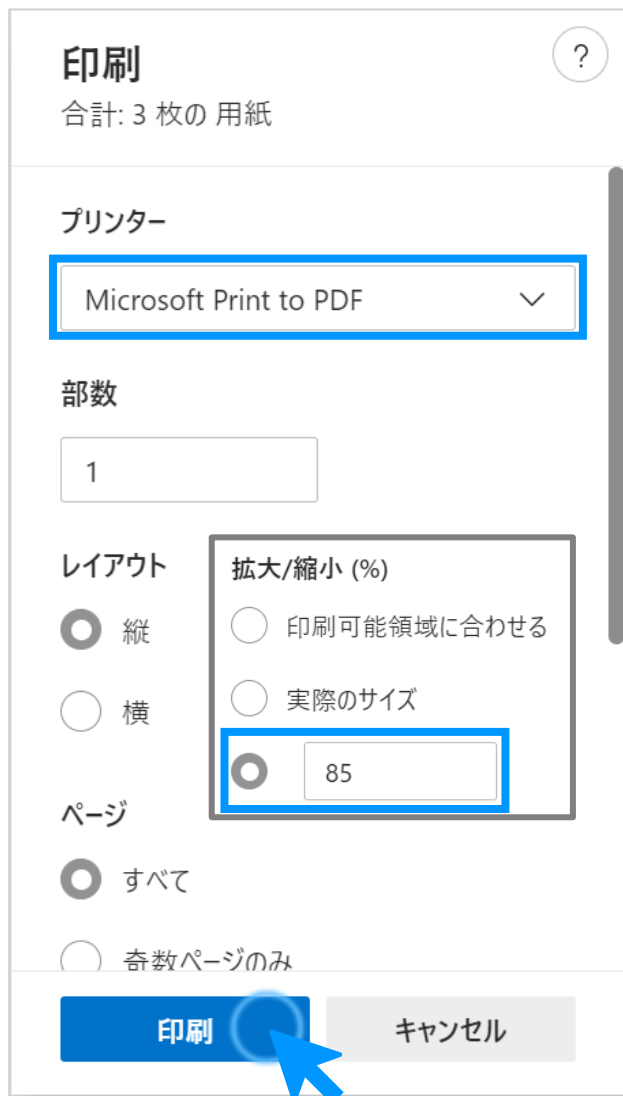 印刷
?
合計: 3 枚の 用紙
プリンター
Microsoft Print to PDF
部数
1
レイアウト
縦
横
拡大/縮小 (%)
印刷可能領域に合わせる
実際のサイズ
85
ページ
すべて
奇数ページのみ
印刷
キャンセル